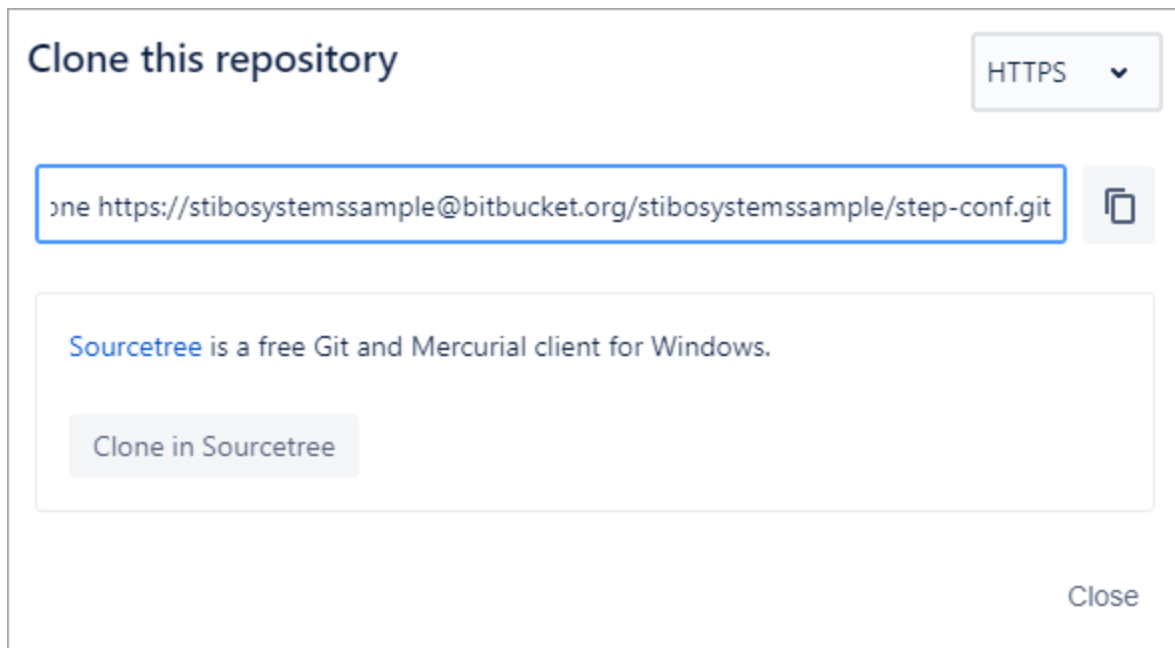 Clone this repository
HTTPS
one https://stibosystemssample@bitbucket.org/stibosystemssample/step-conf.git
Sourcetree is a free Git and Mercurial client for Windows.
Clone in Sourcetree
Close